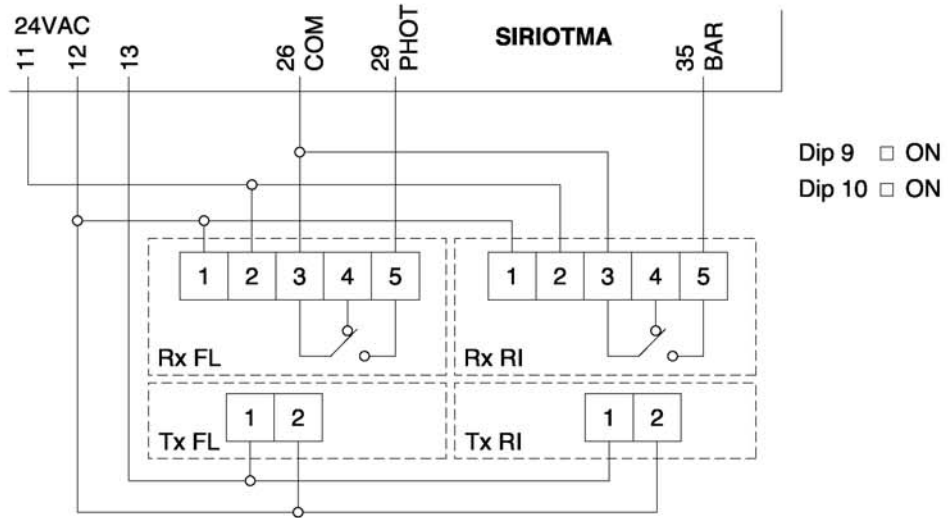 24VAC
SIRIOTMA
11
12
13
26
COM
29
PHOT
35
BAR
Dip 9 □ ON
Dip 10 □ ON
1 2 3 4 5
1 2 3 4 5
Rx FL
Rx RI
1 2
1 2
Tx FL
Tx RI